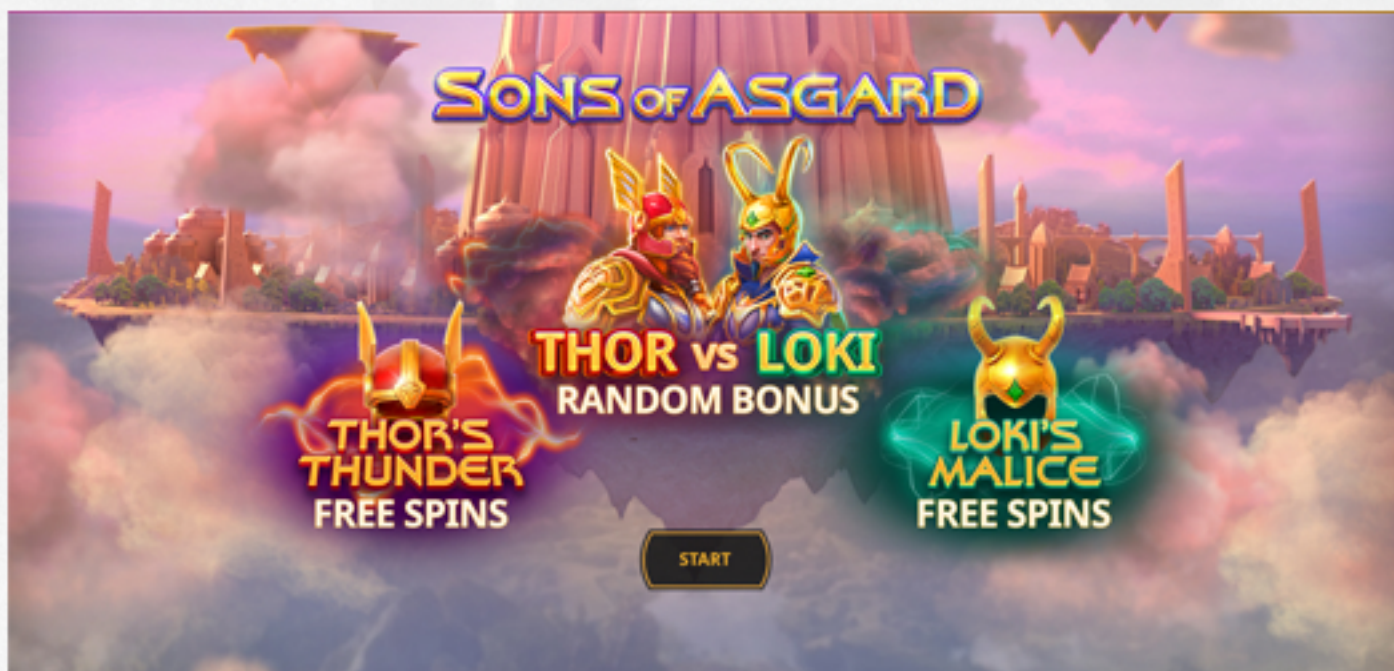 SONS OF ASGARD
THOR VS LOKI
RANDOM BONUS
THOR'S
THUNDER
FREE SPINS
LOKI'S
MALICE
FREE SPINS
START